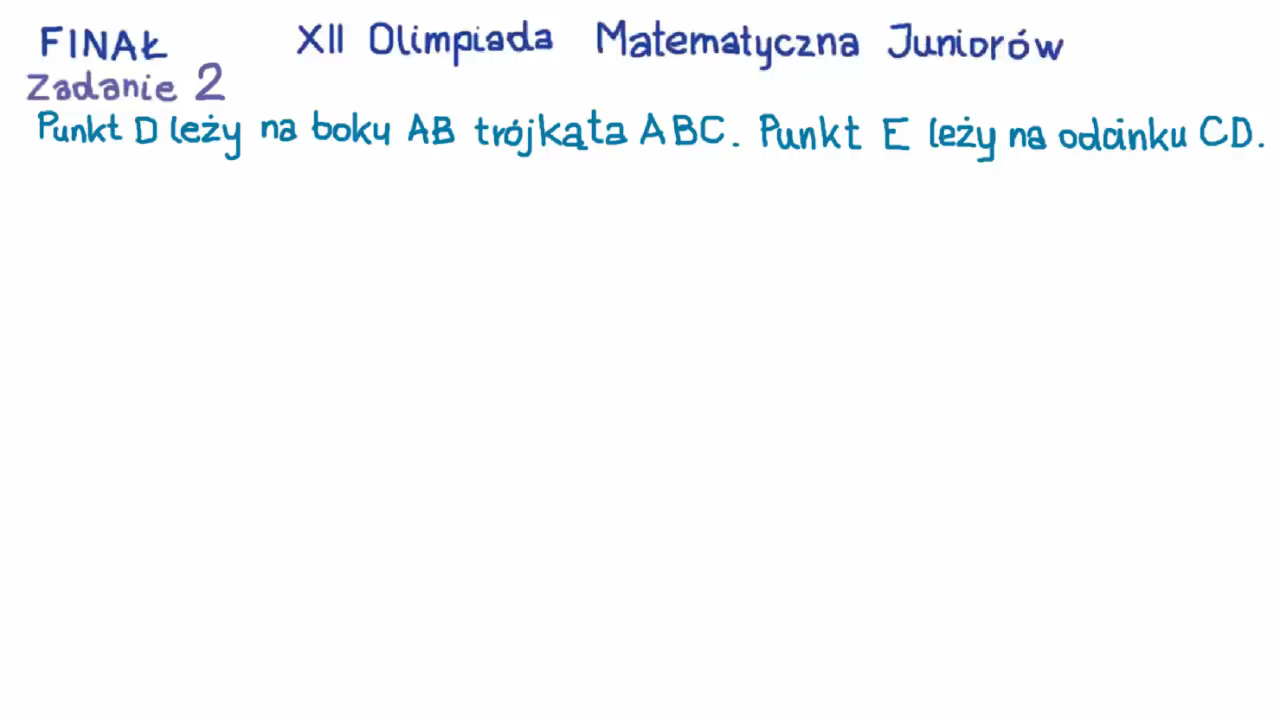 FINAŁ XII Olimpiada Matematyczna Juniorów
Zadanie 2
Punkt D leży na boku AB trójkąta ABC. Punkt E leży na odcinku CD.